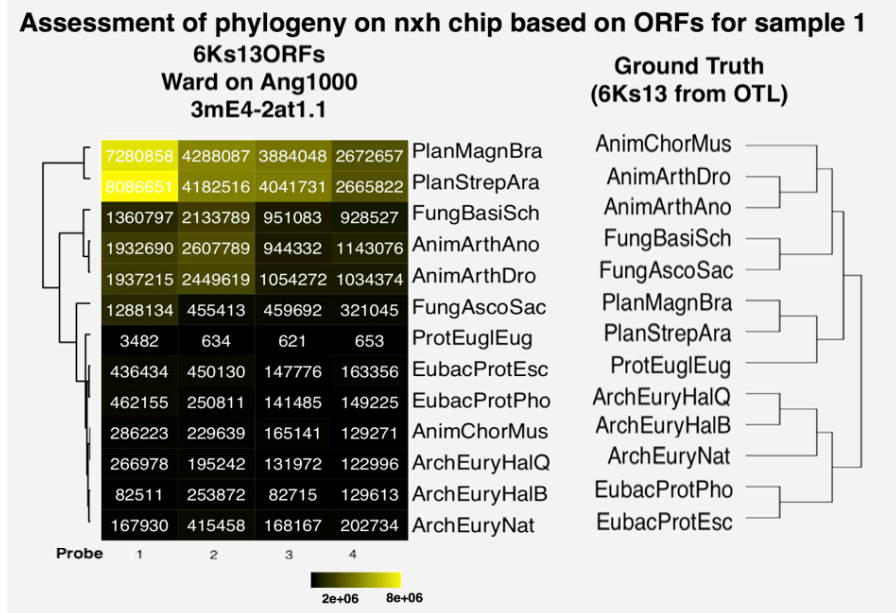 Assessment of phylogeny on nxh chip based on ORFs for sample 1
6Ks13ORFs
Ward on Ang1000
3mE4-2at1.1
7280858 4288087 3884048 2672657 PlanMagnBra
8086651 4182516 4041731 2665822 PlanStrepAra
1360797 2133789 951083 928527 FungBasiSch
1932690 2607789 944332 1143076 AnimArthAno
1937215 2449619 1054272 1034374 AnimArthDro
1288134 455413 459692 321045 FungAscoSac
3482 634 621 653 ProtEuglEug
436434 450130 147776 163356 EubacProtEsc
462155 250811 141485 149225 EubacProtPho
286223 229639 165141 129271 AnimChorMus
266978 195242 131972 122996 ArchEuryHalQ
82511 253872 82715 129613 ArchEuryHalB
167930 415458 168167 202734 ArchEuryNat
Probe 1 2 3 4
2e+06 8e+06
Ground Truth
(6Ks13 from OTL)
AnimChorMus
AnimArthDro
AnimArthAno
FungBasiSch
FungAscoSac
PlanMagnBra
PlanStrepAra
ProtEuglEug
ArchEuryHalQ
ArchEuryHalB
ArchEuryNat
EubacProtPho
EubacProtEsc